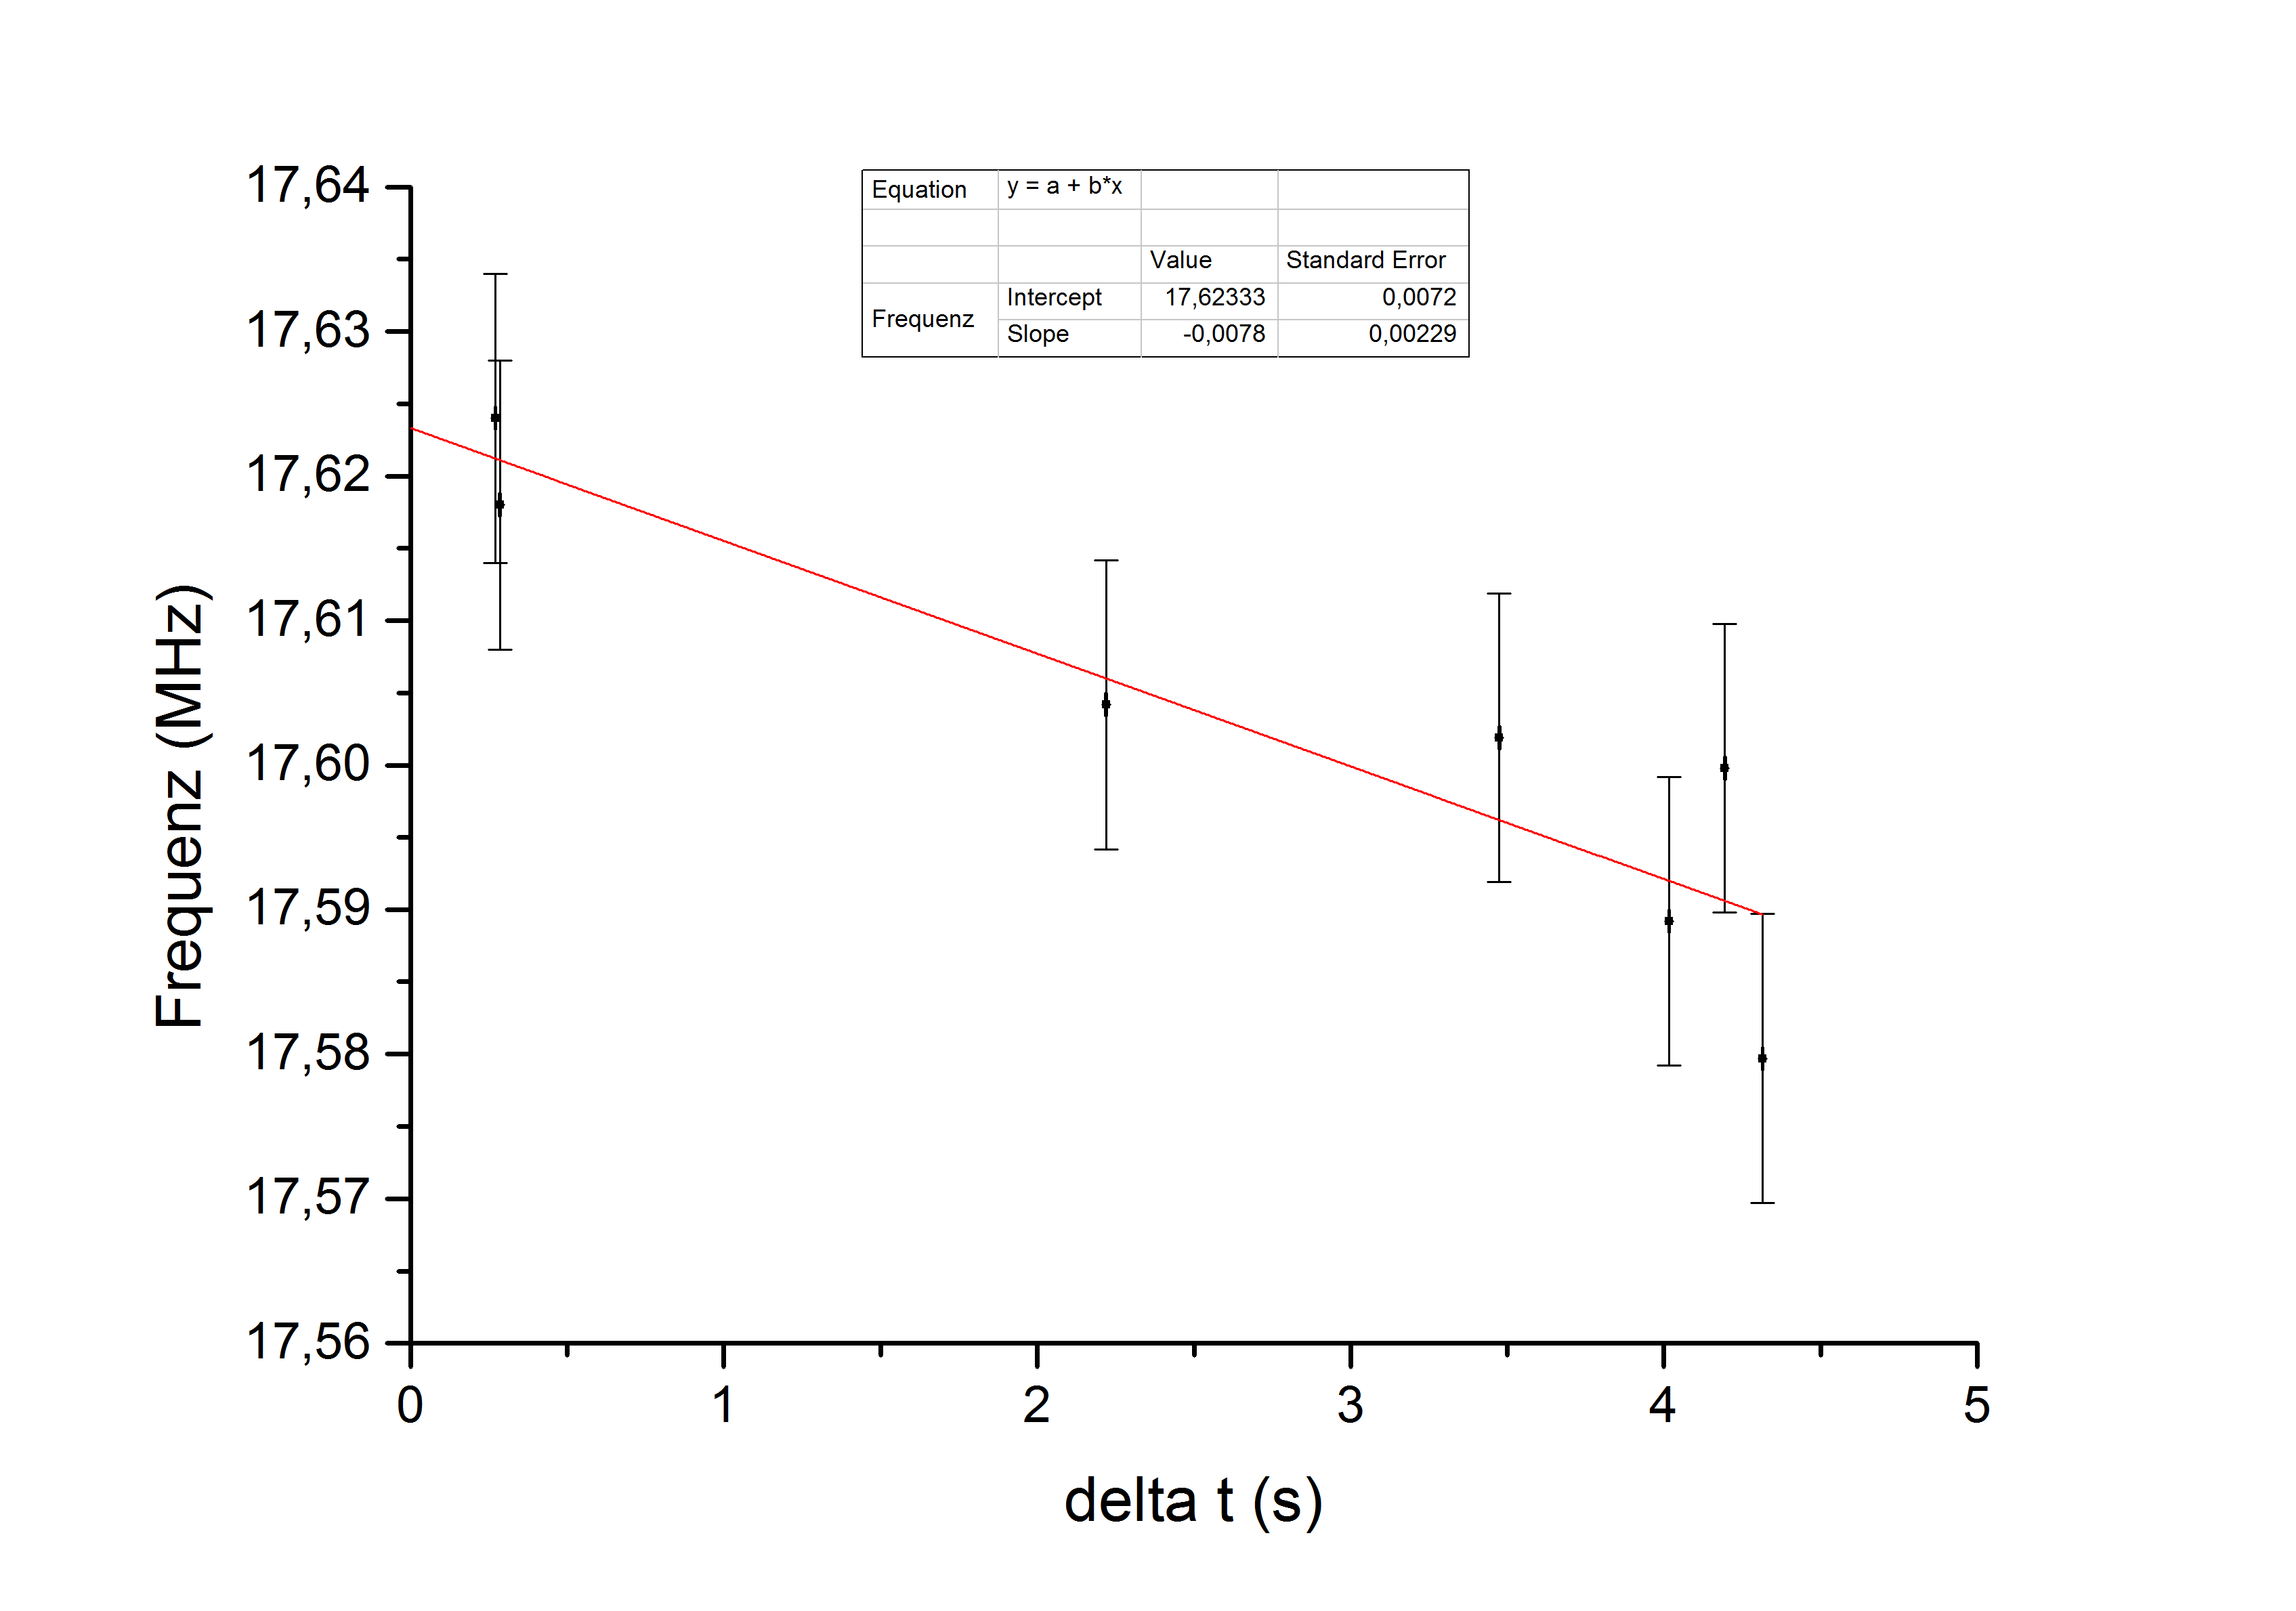 17,64
17,63
17,62
17,61
17,60
17,59
17,58
17,57
17,56
Frequenz (MHz)
Equation y = a + b*x
Value Standard Error
Frequenz
Intercept 17,62333 0,0072
Slope -0,0078 0,00229
0 1 2 3 4 5
delta t (s)